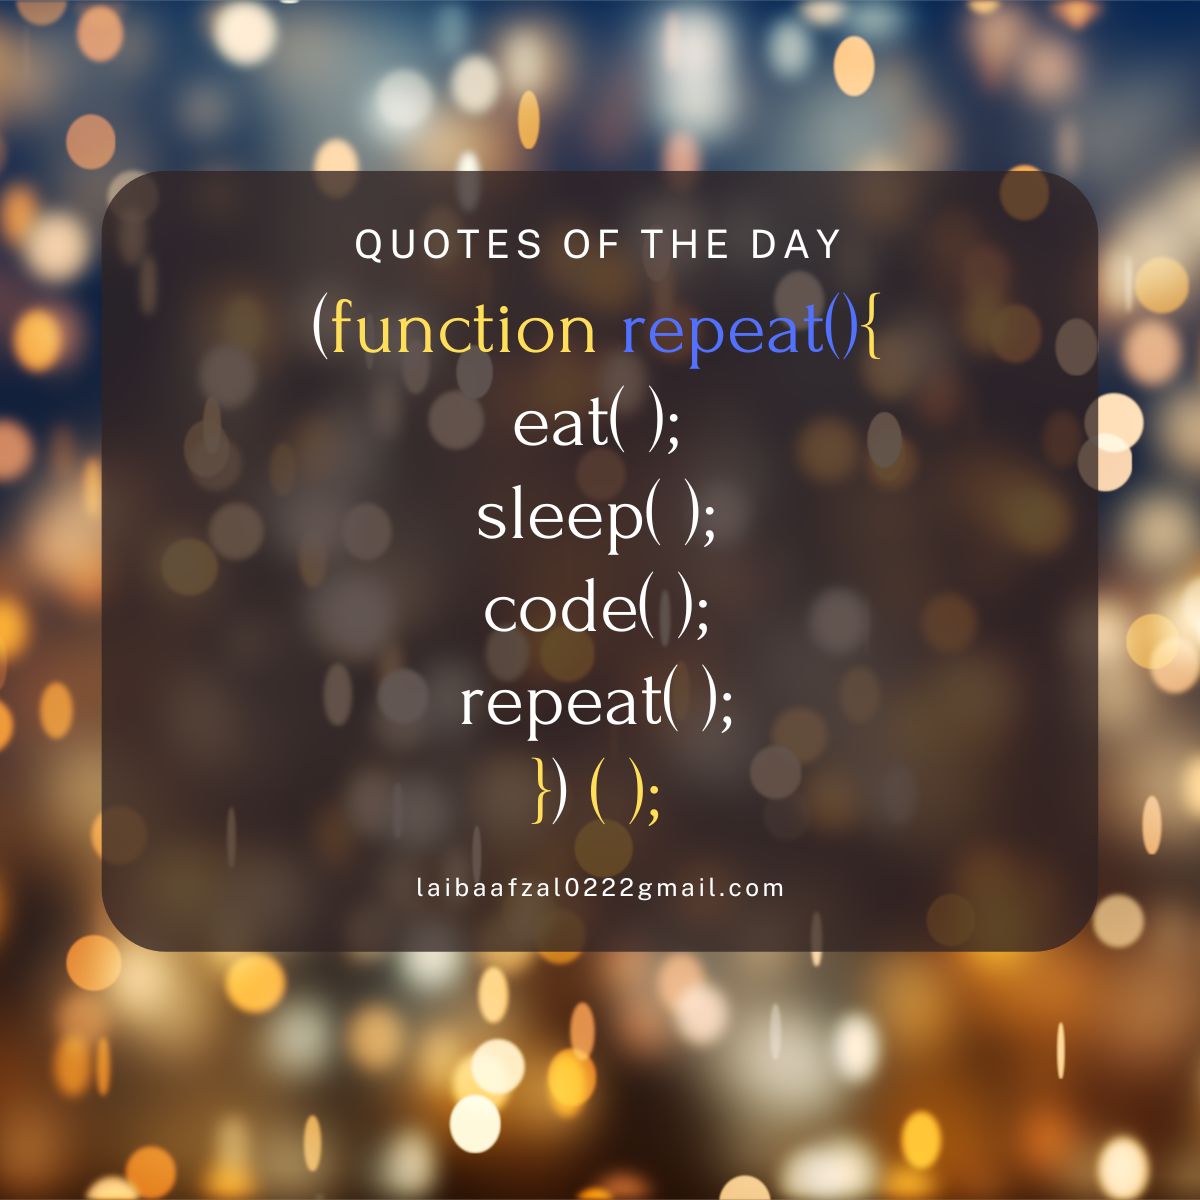 QUOTES OF THE DAY
(function repeat(){
eat( );
sleep( );
code( );
repeat( );
}) ( );
laibaafzal0222gmail.com